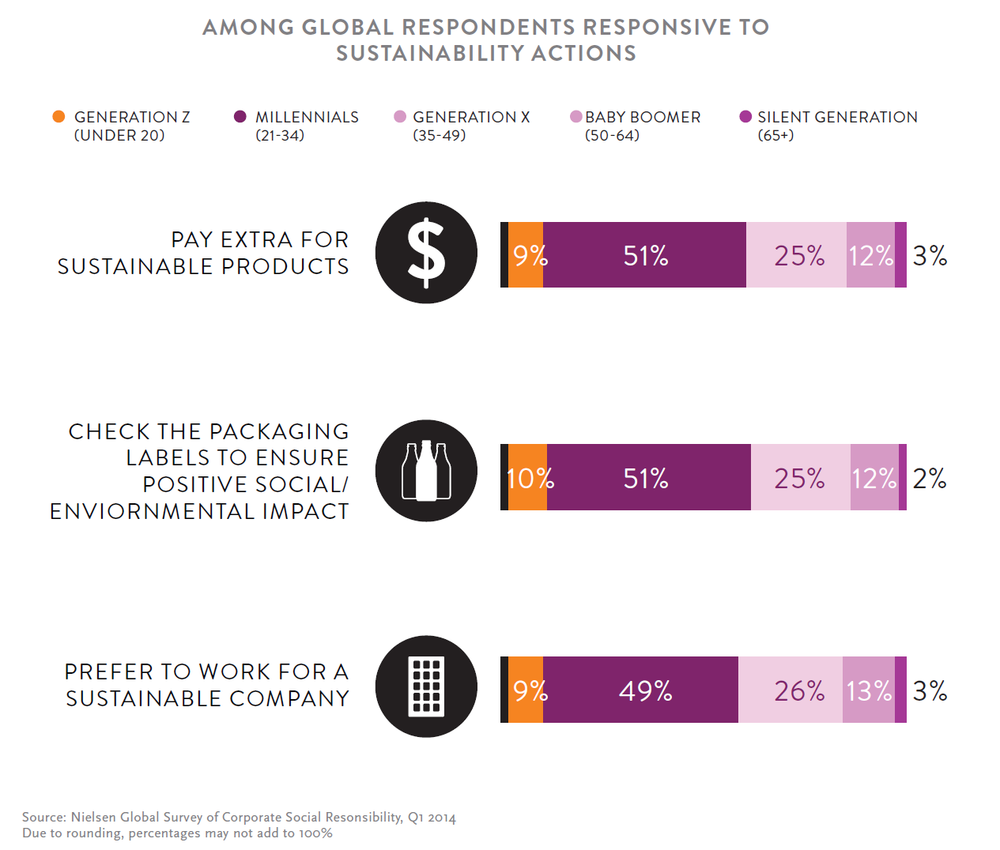 AMONG GLOBAL RESPONDENTS RESPONSIVE TO
SUSTAINABILITY ACTIONS
GENERATION Z
(UNDER 20)
MILLENNIALS
(21-34)
GENERATION X
(35-49)
BABY BOOMER
(50-64)
SILENT GENERATION
(65+)
PAY EXTRA FOR
SUSTAINABLE PRODUCTS
$
9% 51% 25% 12% 3%
CHECK THE PACKAGING
LABELS TO ENSURE
POSITIVE SOCIAL/
ENVIORNMENTAL IMPACT
10% 51% 25% 12% 2%
PREFER TO WORK FOR A
SUSTAINABLE COMPANY
9% 49% 26% 13% 3%
Source: Nielsen Global Survey of Corporate Social Resonsibility, Q1 2014
Due to rounding, percentages may not add to 100%